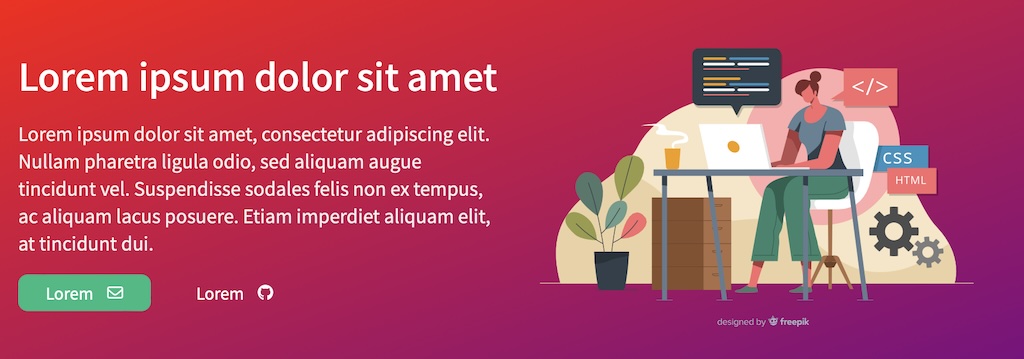 Lorem ipsum dolor sit amet
Lorem ipsum dolor sit amet, consectetur adipiscing elit.
Nullam pharetra ligula odio, sed aliquam augue
tincidunt vel. Suspendisse sodales felis non ex tempus,
ac aliquam lacus posuere. Etiam imperdiet aliquam elit,
at tincidunt dui.
Lorem
Lorem
</>
CSS
HTML
designed by freepik